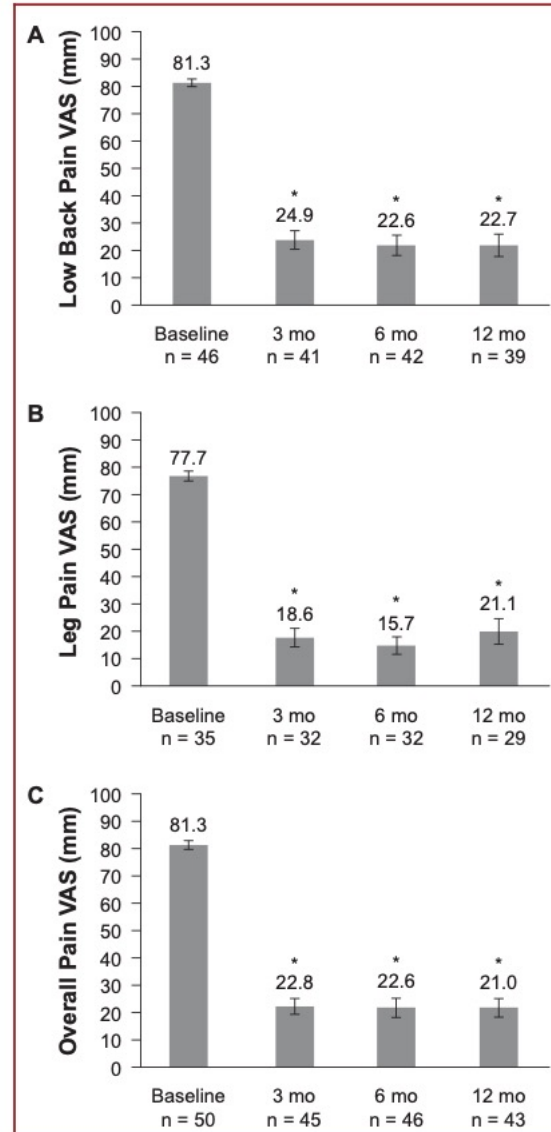 A
Low Back Pain VAS (mm)
100
90
80
70
60
50
40
30
20
10
0
81.3
*
24.9
*
22.6
*
22.7
Baseline
n = 46
3 mo
n = 41
6 mo
n = 42
12 mo
n = 39
B
Leg Pain VAS (mm)
100
90
80
70
60
50
40
30
20
10
0
77.7
*
18.6
*
15.7
*
21.1
Baseline
n = 35
3 mo
n = 32
6 mo
n = 32
12 mo
n = 29
C
Overall Pain VAS (mm)
100
90
80
70
60
50
40
30
20
10
0
81.3
*
22.8
*
22.6
*
21.0
Baseline
n = 50
3 mo
n = 45
6 mo
n = 46
12 mo
n = 43